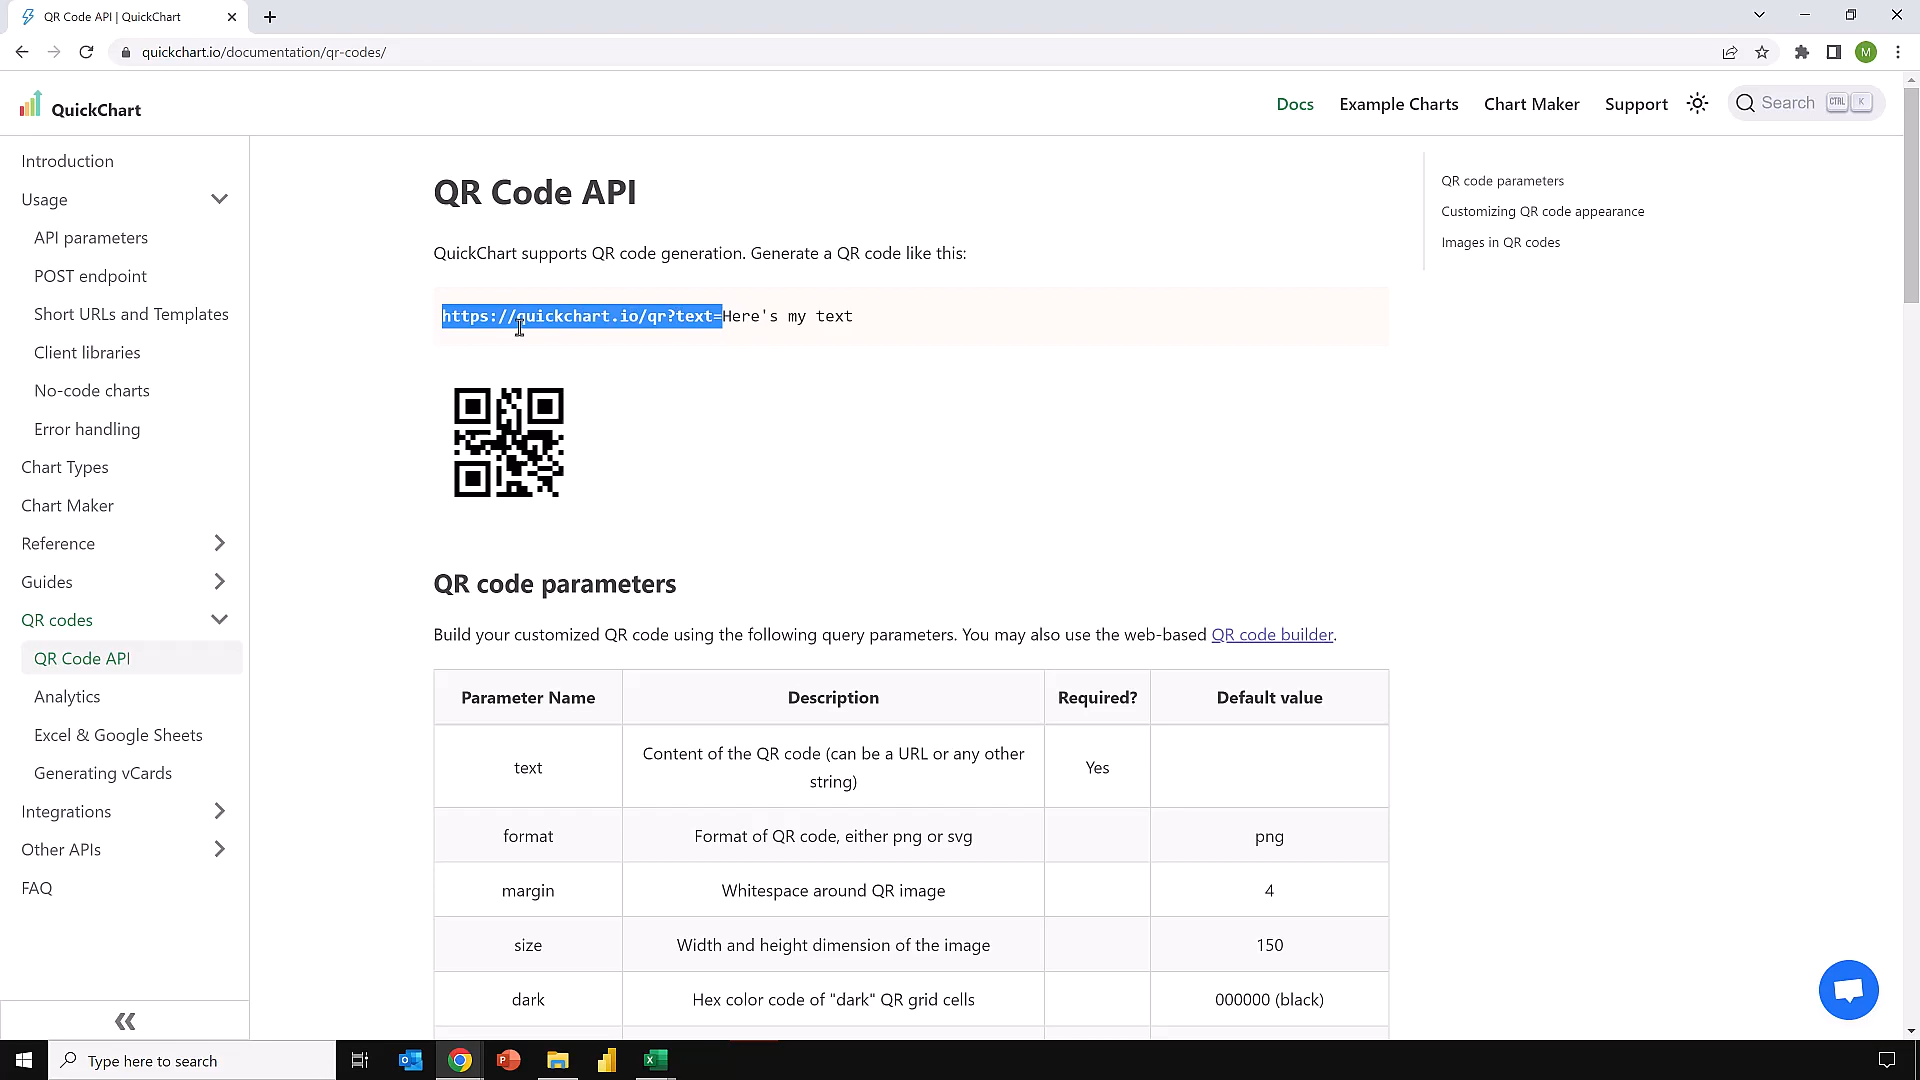 QR Code API | QuickChart
quickchart.io/documentation/qr-codes/
M
QuickChart
Docs
Example Charts
Chart Maker
Support
Search
CTRL
K
Introduction
Usage
API parameters
POST endpoint
Short URLs and Templates
Client libraries
No-code charts
Error handling
Chart Types
Chart Maker
Reference
Guides
QR codes
QR Code API
Analytics
Excel & Google Sheets
Generating vCards
Integrations
Other APIs
FAQ
QR Code API
QuickChart supports QR code generation. Generate a QR code like this:
https://quickchart.io/qr?text=Here's my text
QR code parameters
Build your customized QR code using the following query parameters. You may also use the web-based QR code builder.
Parameter Name Description Required? Default value
text Content of the QR code (can be a URL or any other string) Yes
format Format of QR code, either png or svg png
margin Whitespace around QR image 4
size Width and height dimension of the image 150
dark Hex color code of "dark" QR grid cells 000000 (black)
QR code parameters
Customizing QR code appearance
Images in QR codes
Type here to search